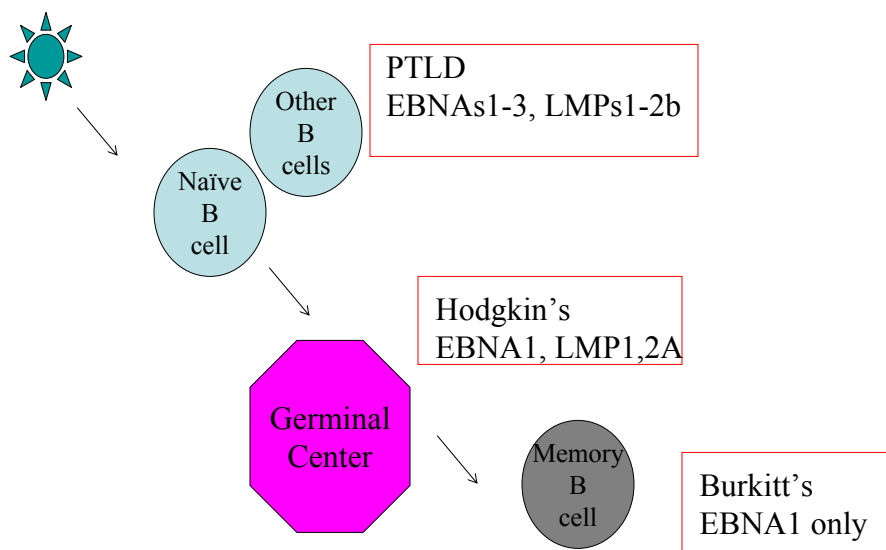 PTLD
EBNAs1-3, LMPs1-2b
Other
B
cells
Naïve
B
cell
Hodgkin’s
EBNA1, LMP1,2A
Germinal
Center
Memory
B
cell
Burkitt’s
EBNA1 only